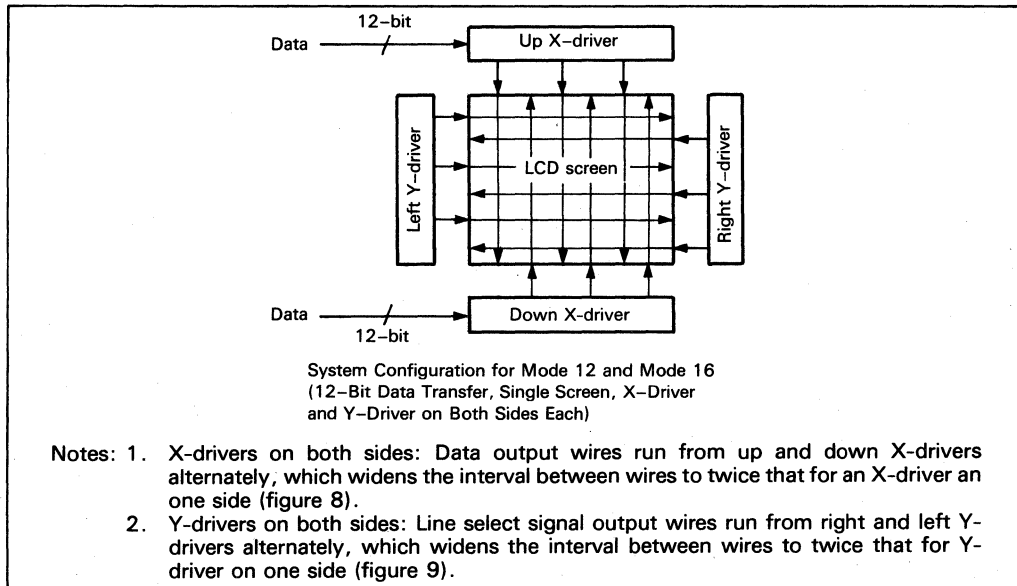 12–bit
Data
Up X–driver
Left Y–driver
LCD screen
Right Y–driver
Data
12–bit
Down X-driver
System Configuration for Mode 12 and Mode 16
(12–Bit Data Transfer, Single Screen, X–Driver
and Y–Driver on Both Sides Each)
Notes: 1. X-drivers on both sides: Data output wires run from up and down X-drivers
alternately, which widens the interval between wires to twice that for an X-driver an
one side (figure 8).
2. Y-drivers on both sides: Line select signal output wires run from right and left Y-
drivers alternately, which widens the interval between wires to twice that for Y-
driver on one side (figure 9).